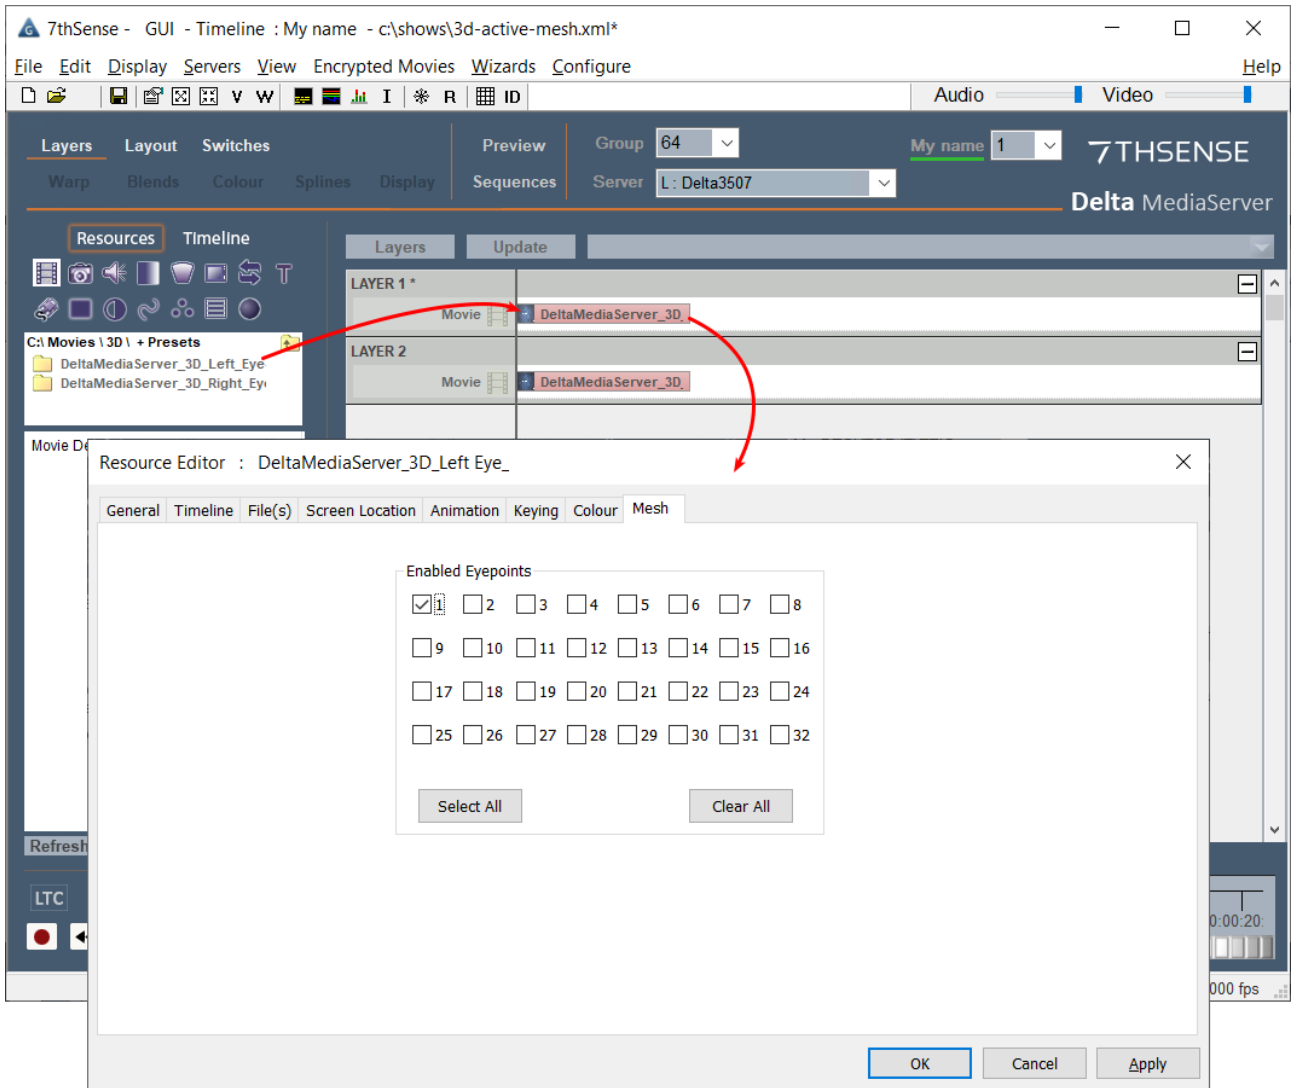 7thSense - GUI - Timeline : My name - c:\shows\3d-active-mesh.xml*
File Edit Display Servers View Encrypted Movies Wizards Configure Help
V W I R ID Audio Video
Layers Layout Switches Preview Group 64 My name 1 7THSENSE
Warp Blends Colour Splines Display Sequences Server L : Delta3507
Delta MediaServer
Resources Timeline
Layers Update
T
LAYER 1 *
Movie DeltaMediaServer_3D_
C:\ Movies \ 3D \ + Presets
DeltaMediaServer_3D_Left_Eye
DeltaMediaServer_3D_Right_Ey
LAYER 2
Movie DeltaMediaServer_3D_
Movie De
Resource Editor : DeltaMediaServer_3D_Left Eye_
General Timeline File(s) Screen Location Animation Keying Colour Mesh
Enabled Eyepoints
1 2 3 4 5 6 7 8
9 10 11 12 13 14 15 16
17 18 19 20 21 22 23 24
25 26 27 28 29 30 31 32
Select All Clear All
Refresh
LTC
0:00:20:
000 fps
OK Cancel Apply